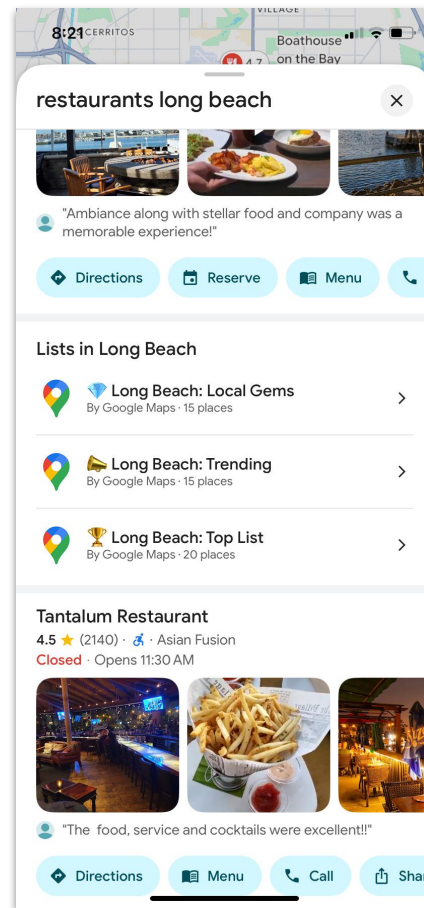 VILLAGE
8:21
CERRITOS
Boathouse
on the Bay
4.7
restaurants long beach
"Ambiance along with stellar food and company was a
memorable experience!"
Directions
Reserve
Menu
Lists in Long Beach
Long Beach: Local Gems
By Google Maps · 15 places
Long Beach: Trending
By Google Maps · 15 places
Long Beach: Top List
By Google Maps · 20 places
Tantalum Restaurant
4.5 (2140) · · Asian Fusion
Closed · Opens 11:30 AM
"The food, service and cocktails were excellent!!"
Directions
Menu
Call
Shar